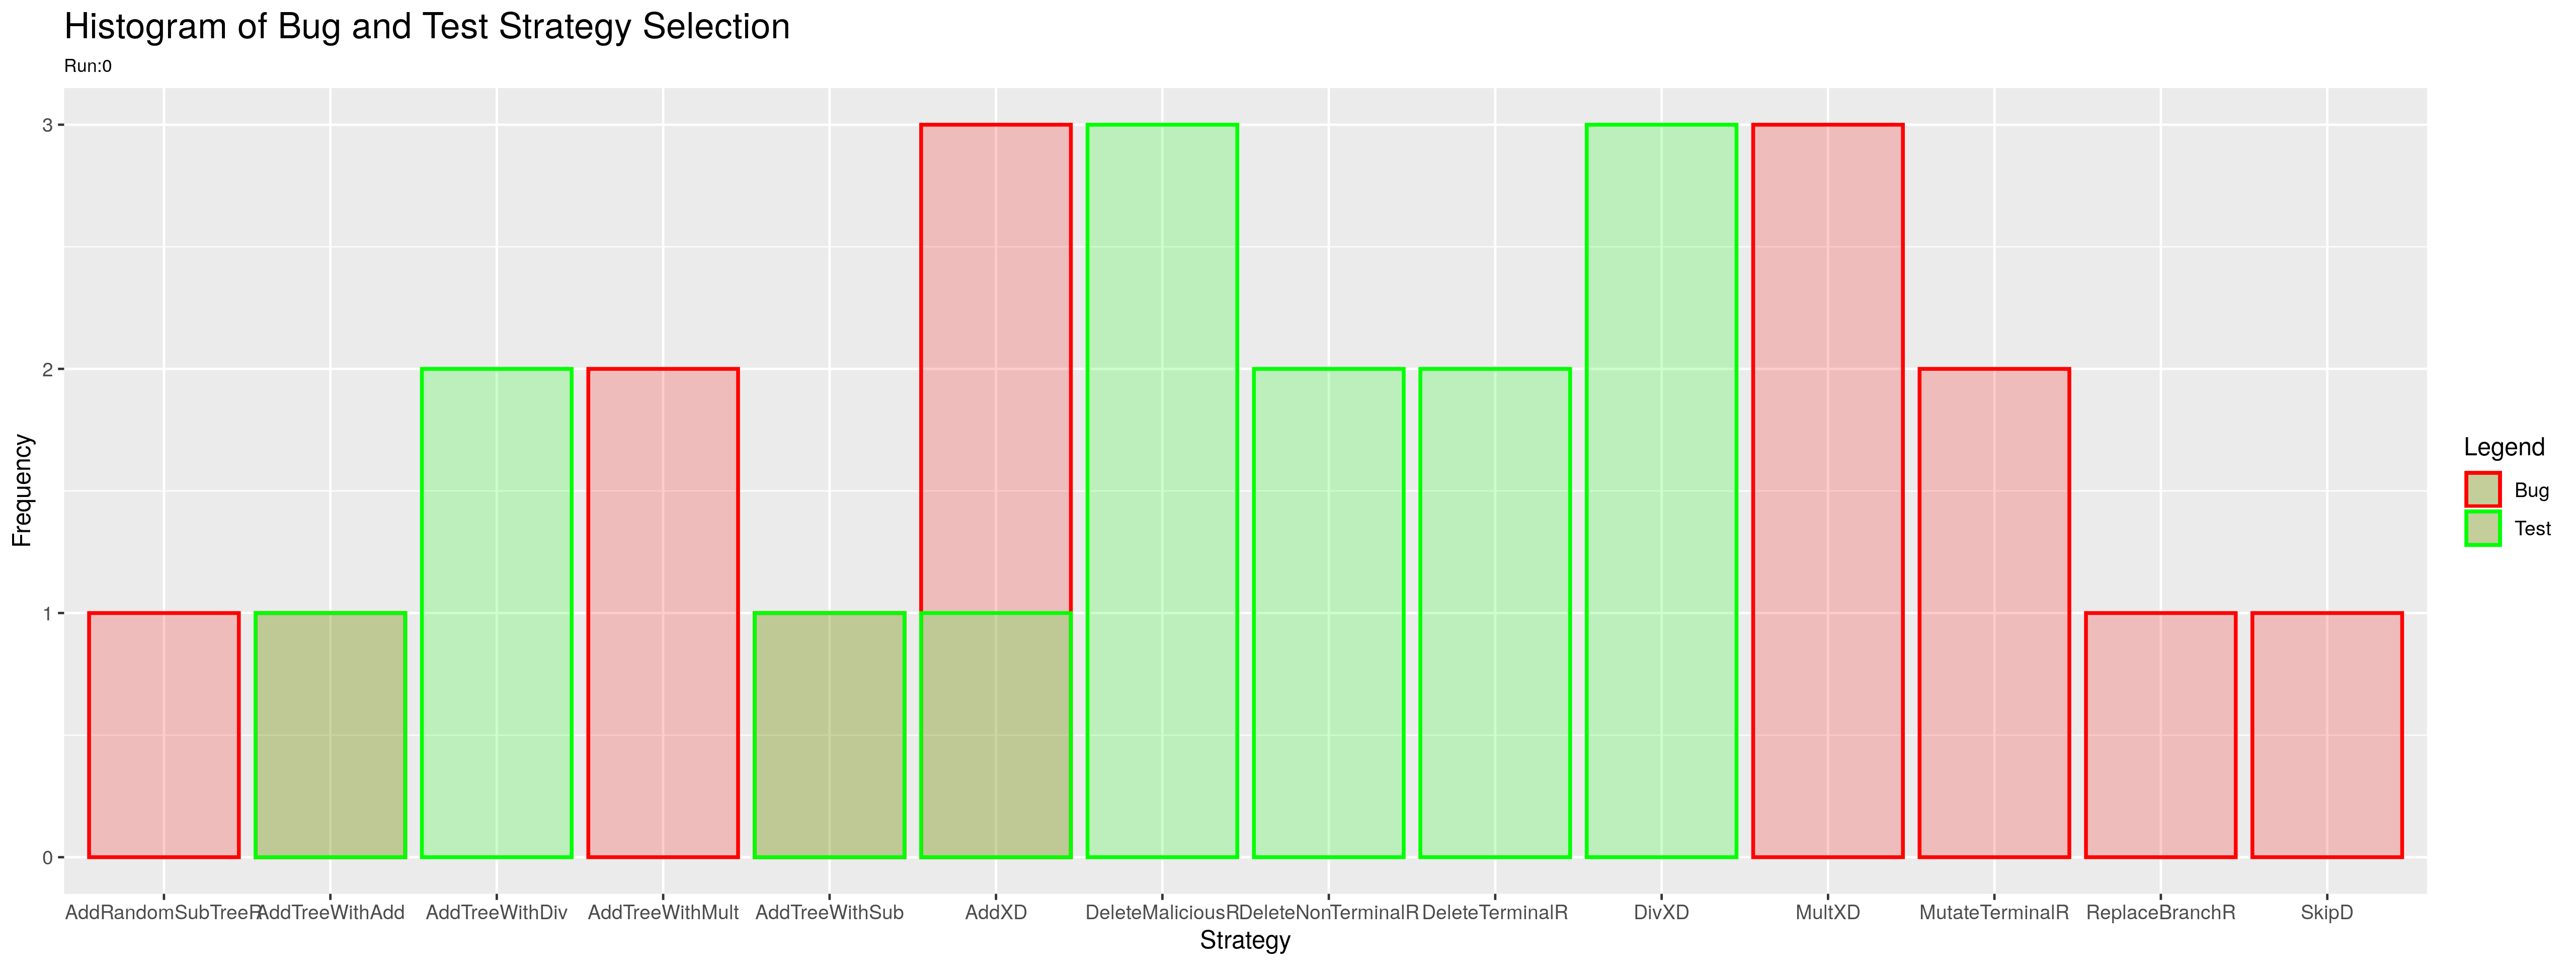 Histogram of Bug and Test Strategy Selection
Run:0
3
2
1
0
Frequency
AddRandomSubTreeR AddTreeWithAdd AddTreeWithDiv AddTreeWithMult AddTreeWithSub AddXD DeleteMaliciousR DeleteNonTerminalR DeleteTerminalR DivXD MultXD MutateTerminalR ReplaceBranchR SkipD
Strategy
Legend
Bug
Test